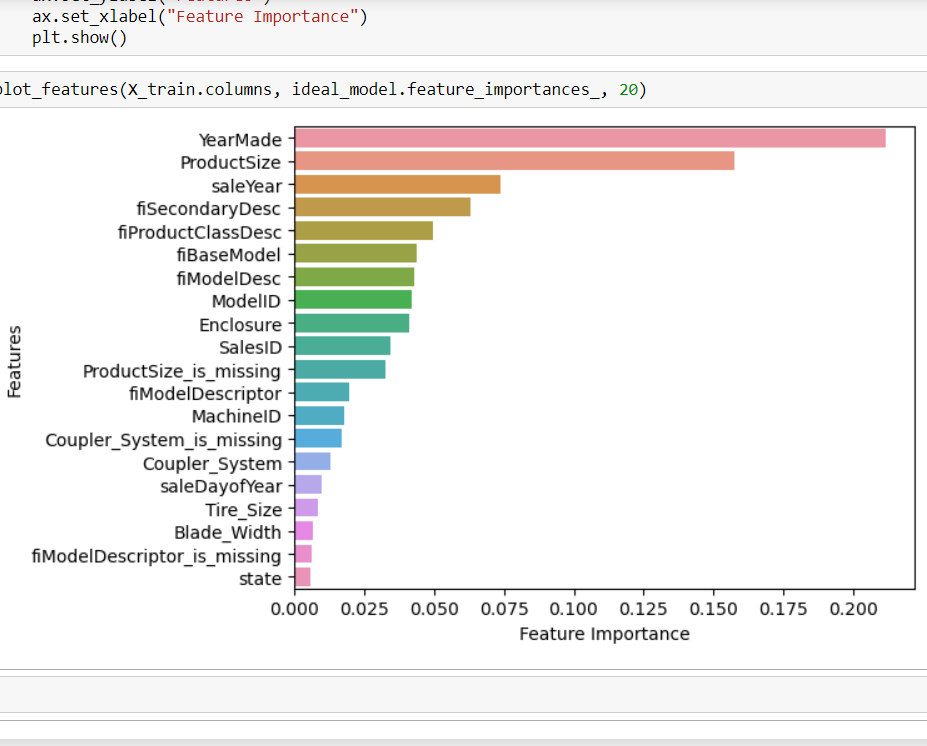 ax.set_xlabel("Feature Importance")
plt.show()
plot_features(X_train.columns, ideal_model.feature_importances_, 20)
YearMade
ProductSize
saleYear
fiSecondaryDesc
fiProductClassDesc
fiBaseModel
fiModelDesc
ModelID
Enclosure
SalesID
ProductSize_is_missing
fiModelDescriptor
MachineID
Coupler_System_is_missing
Coupler_System
saleDayofYear
Tire_Size
Blade_Width
fiModelDescriptor_is_missing
state
Features
0.000 0.025 0.050 0.075 0.100 0.125 0.150 0.175 0.200
Feature Importance